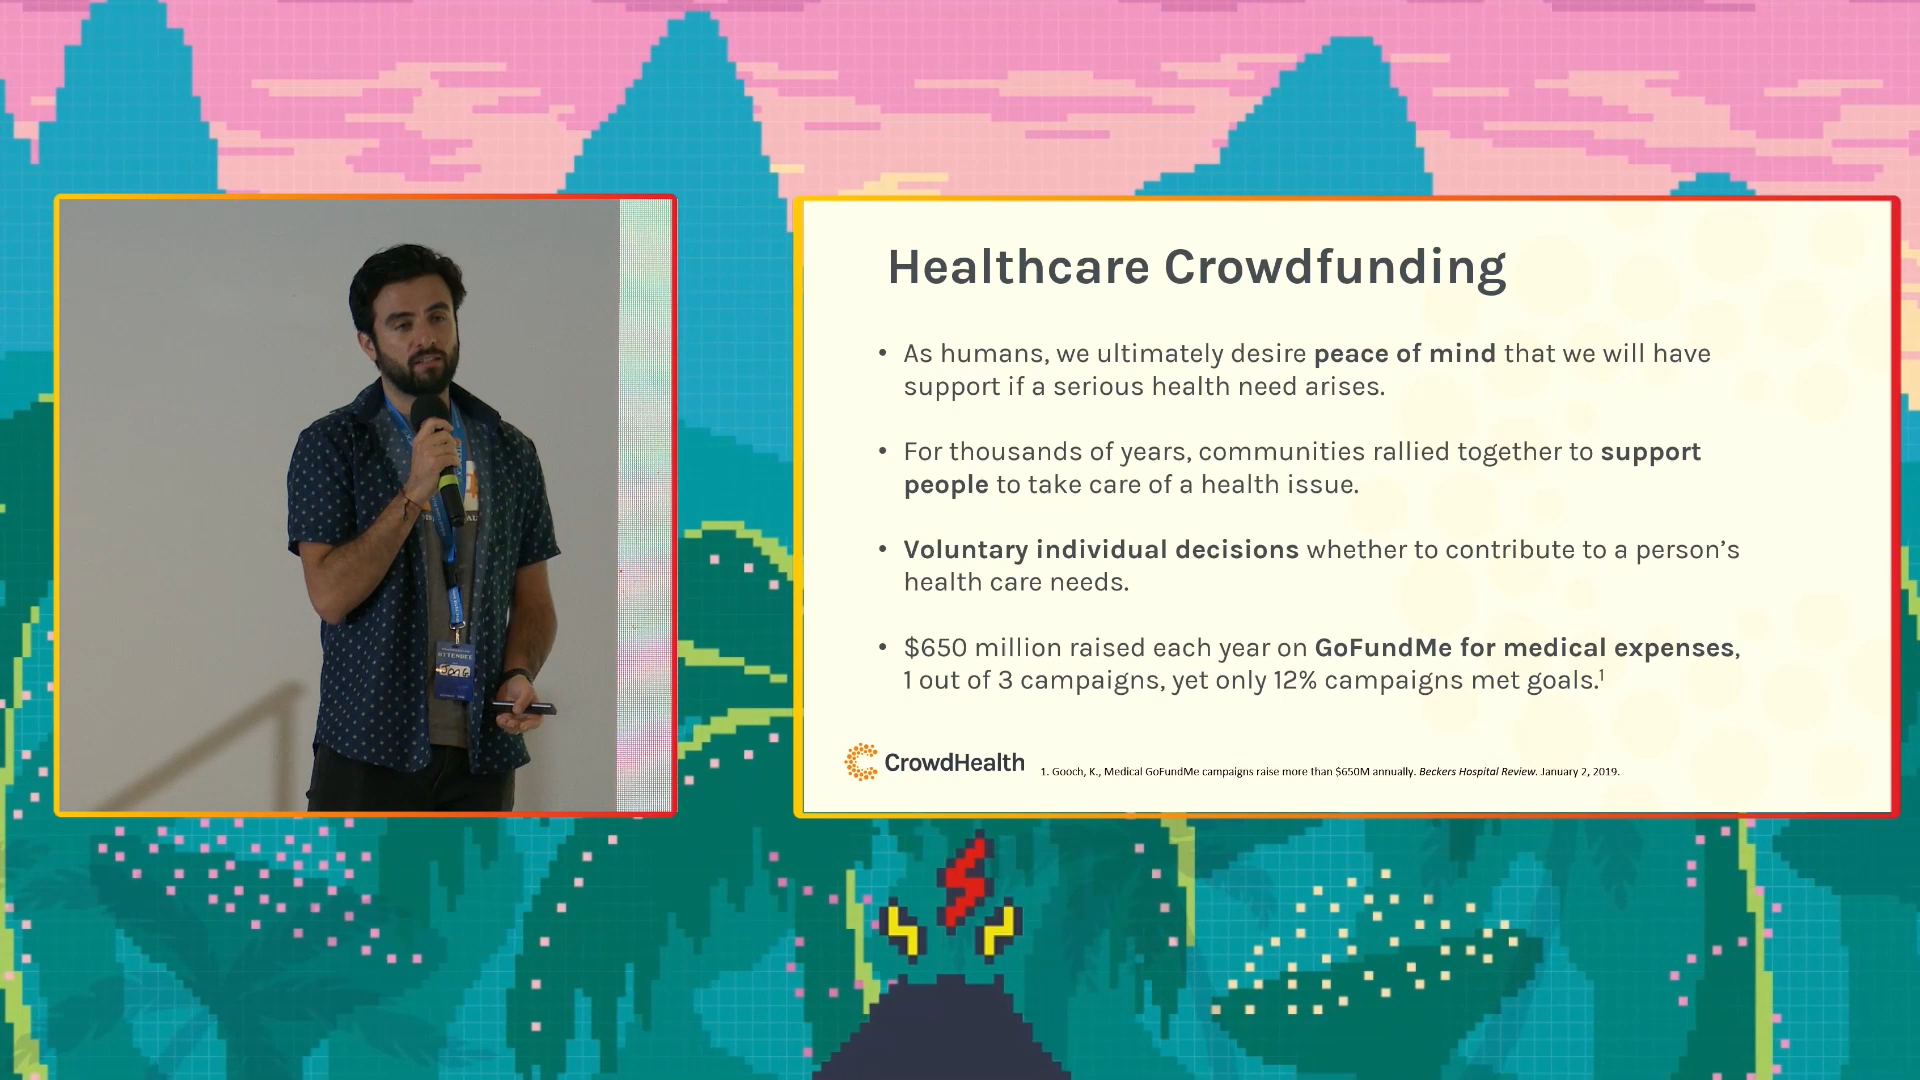 ATTENDEE
Healthcare Crowdfunding
• As humans, we ultimately desire peace of mind that we will have
support if a serious health need arises.
• For thousands of years, communities rallied together to support
people to take care of a health issue.
• Voluntary individual decisions whether to contribute to a person’s
health care needs.
• $650 million raised each year on GoFundMe for medical expenses,
1 out of 3 campaigns, yet only 12% campaigns met goals.¹
CrowdHealth
1. Gooch, K., Medical GoFundMe campaigns raise more than $650M annually. Beckers Hospital Review. January 2, 2019.